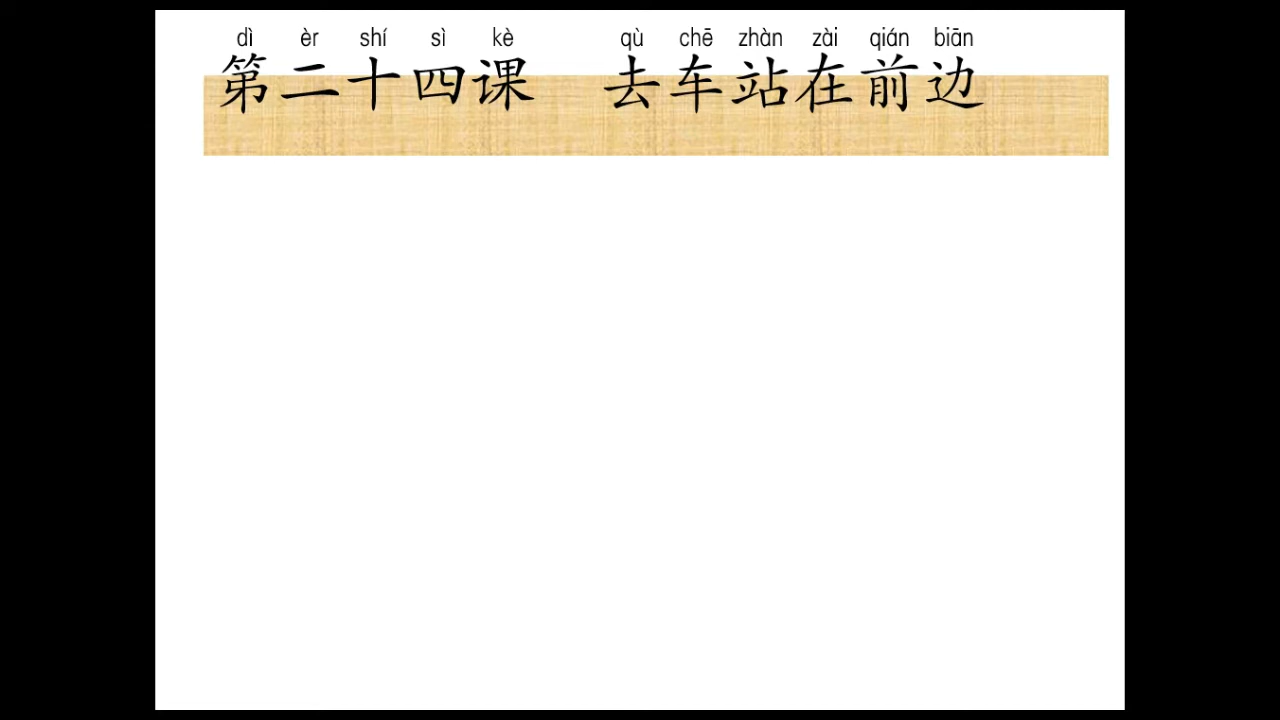 dì èr shí sì kè qù chē zhàn zài qián biān
第二十四课 去车站在前边